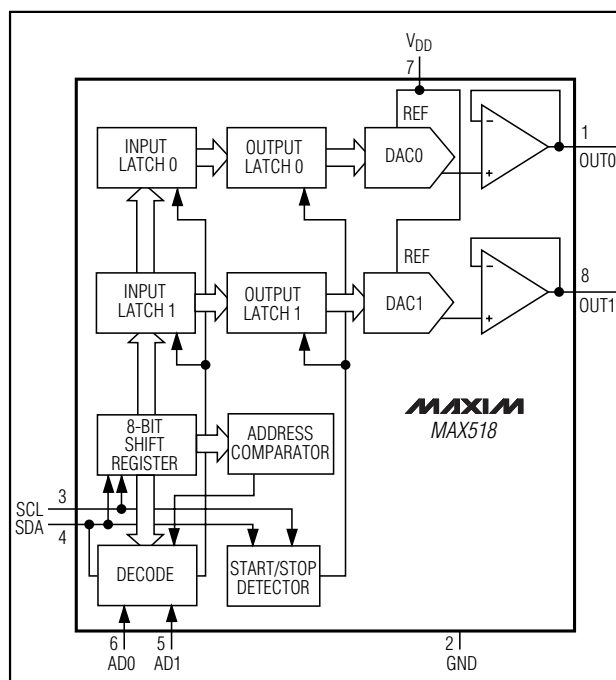 VDD
7
REF
INPUT
LATCH 0
OUTPUT
LATCH 0
DAC0
−
+
1
OUT0
REF
INPUT
LATCH 1
OUTPUT
LATCH 1
DAC1
−
+
8
OUT1
MAXIM
MAX518
8-BIT
SHIFT
REGISTER
ADDRESS
COMPARATOR
SCL
3
SDA
4
DECODE
START/STOP
DETECTOR
6
AD0
5
AD1
2
GND